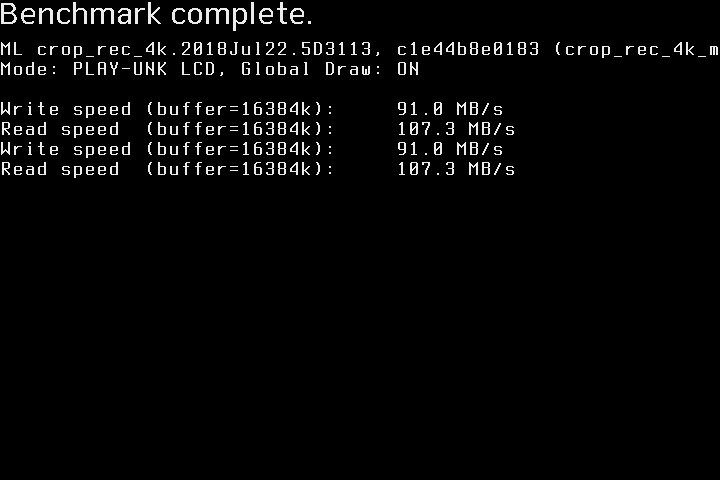 Benchmark complete.
ML crop_rec_4k.2018Jul22.5D3113, c1e44b8e0183 (crop_rec_4k_m
Mode: PLAY-UNK LCD, Global Draw: ON
Write speed (buffer=16384k): 91.0 MB/s
Read speed (buffer=16384k): 107.3 MB/s
Write speed (buffer=16384k): 91.0 MB/s
Read speed (buffer=16384k): 107.3 MB/s